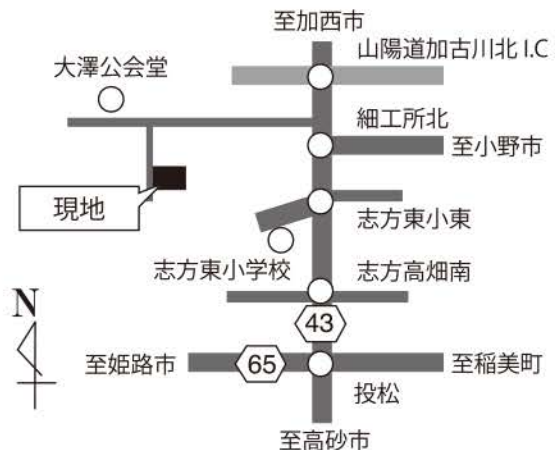 至加西市
山陽道加古川北I.C
大澤公会堂
細工所北
至小野市
現地
志方東小東
志方東小学校
志方高畑南
N
43
至姫路市
65
至稲美町
投松
至高砂市